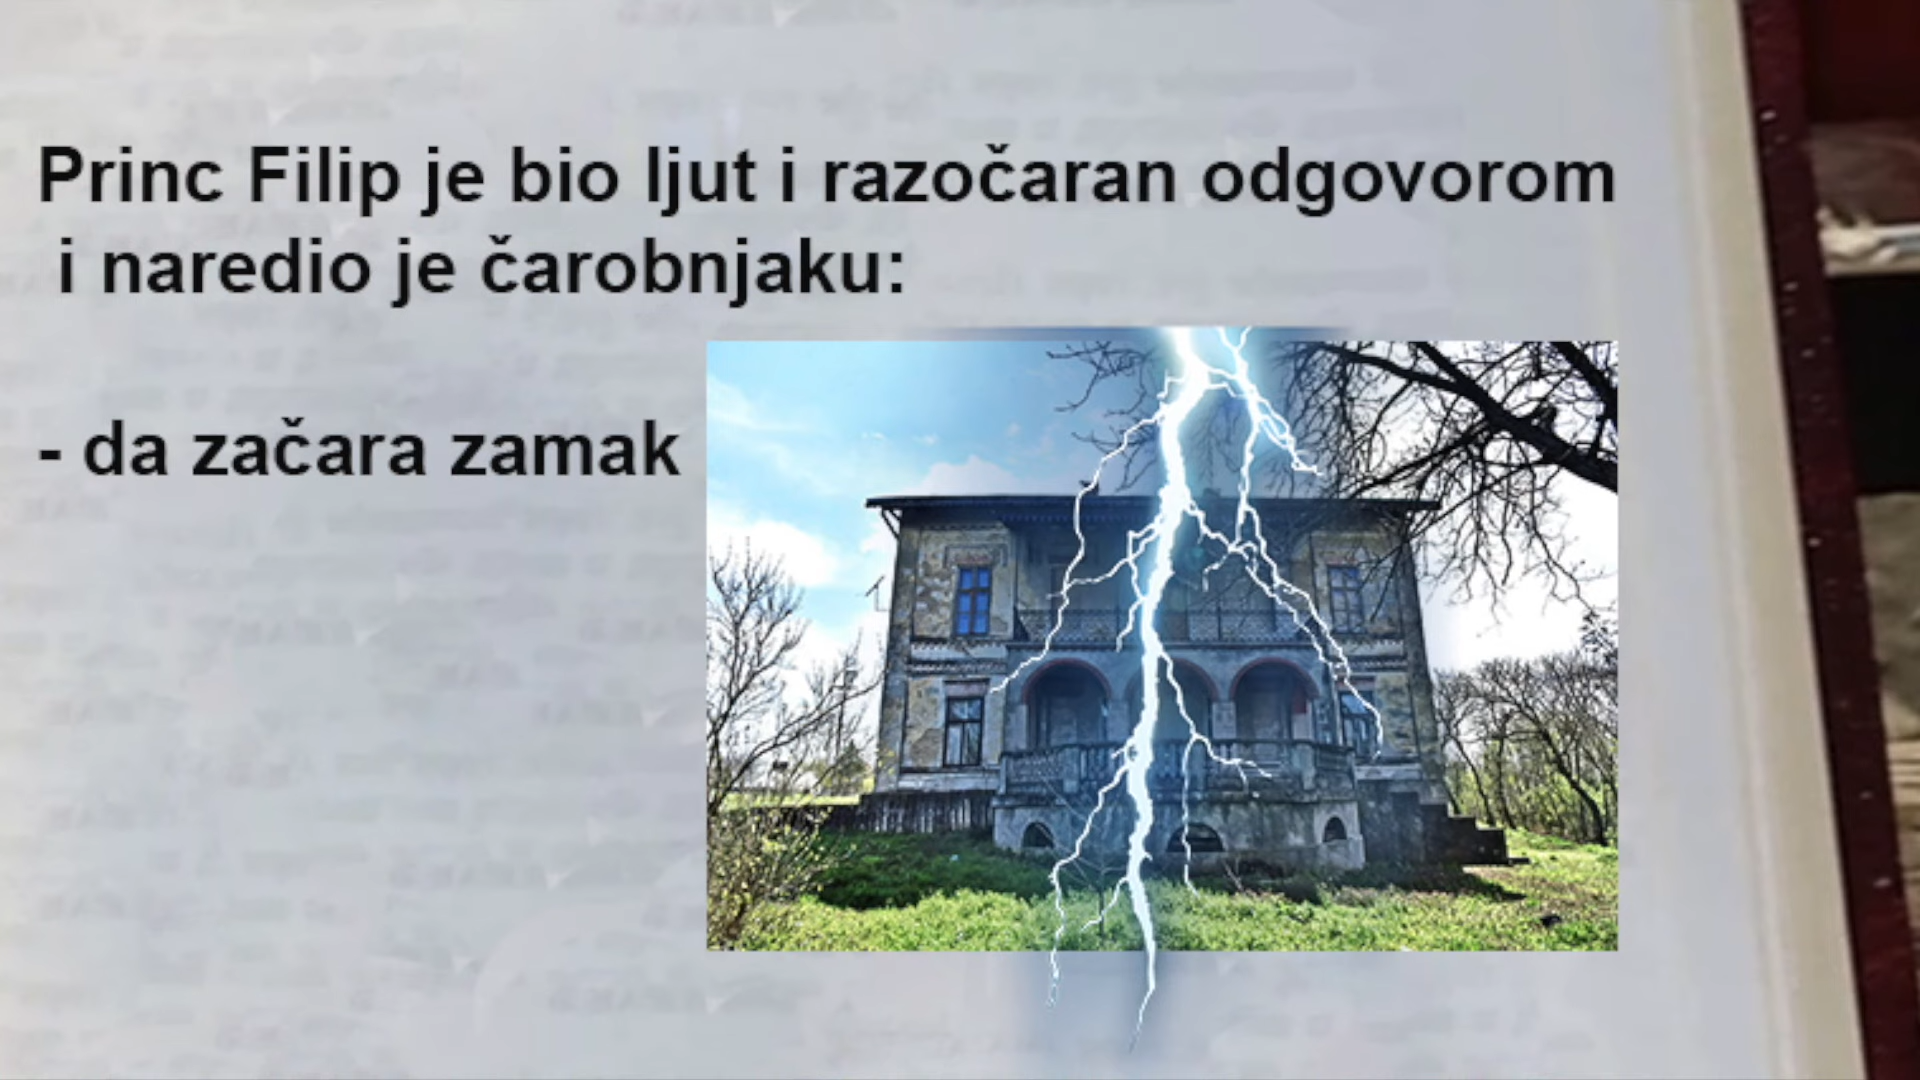 Princ Filip je bio ljut i razočaran odgovorom
i naredio je čarobnjaku:
- da začara zamak